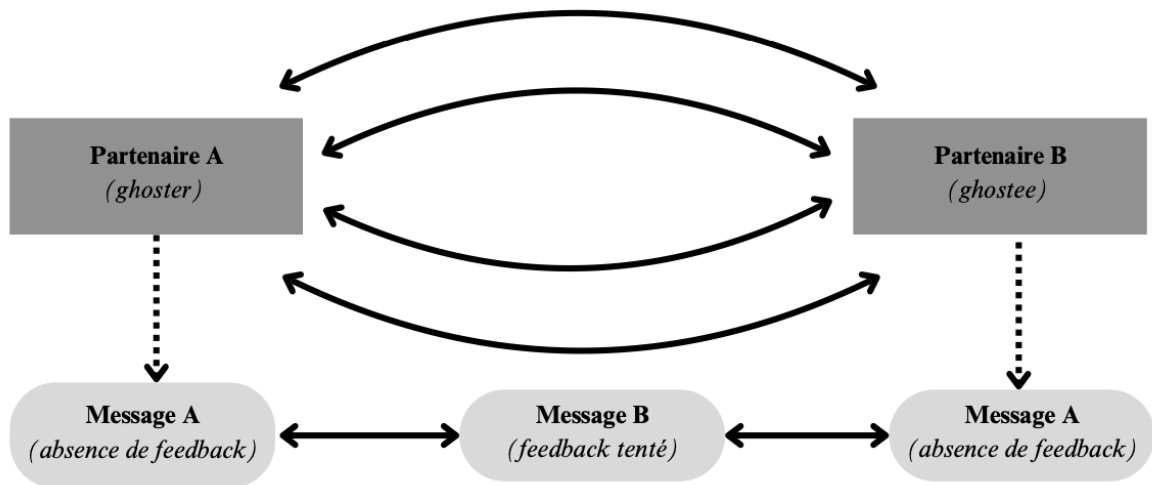 Partenaire A
(ghoster)
Partenaire B
(ghostee)
Message A
(absence de feedback)
Message B
(feedback tenté)
Message A
(absence de feedback)